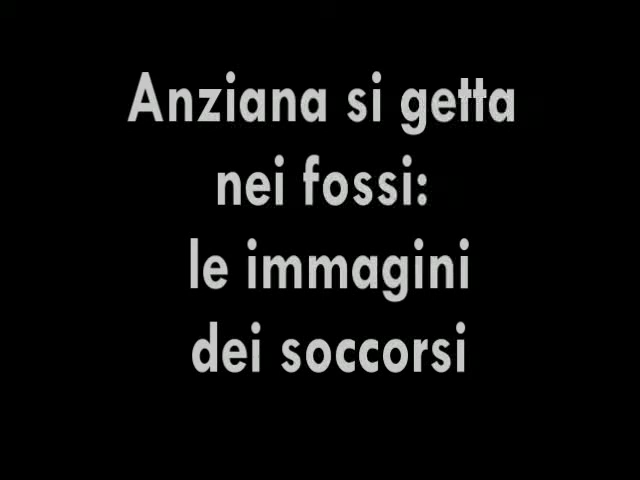 Anziana si getta
nei fossi:
le immagini
dei soccorsi